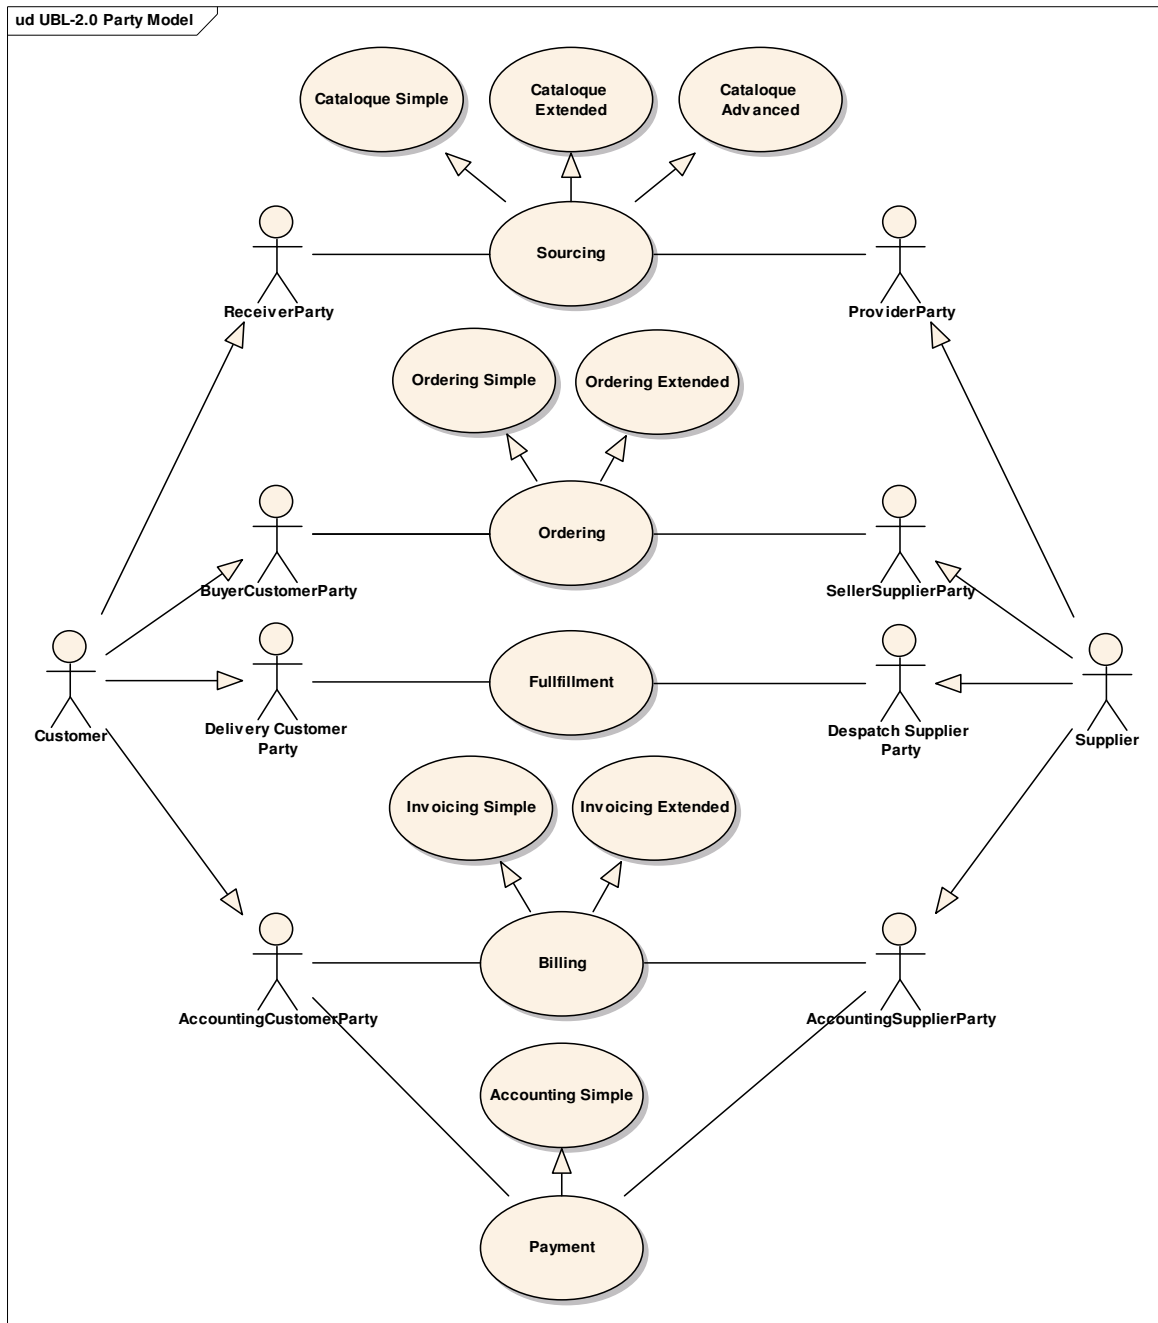 ud UBL-2.0 Party Model
Cataloque Simple
Cataloque
Extended
Cataloque
Advanced
Sourcing
ReceiverParty
ProviderParty
Ordering Simple
Ordering Extended
Ordering
BuyerCustomerParty
SellerSupplierParty
Customer
Delivery Customer
Party
Fullfillment
Despatch Supplier
Party
Supplier
Invoicing Simple
Invoicing Extended
Billing
AccountingCustomerParty
AccountingSupplierParty
Accounting Simple
Payment